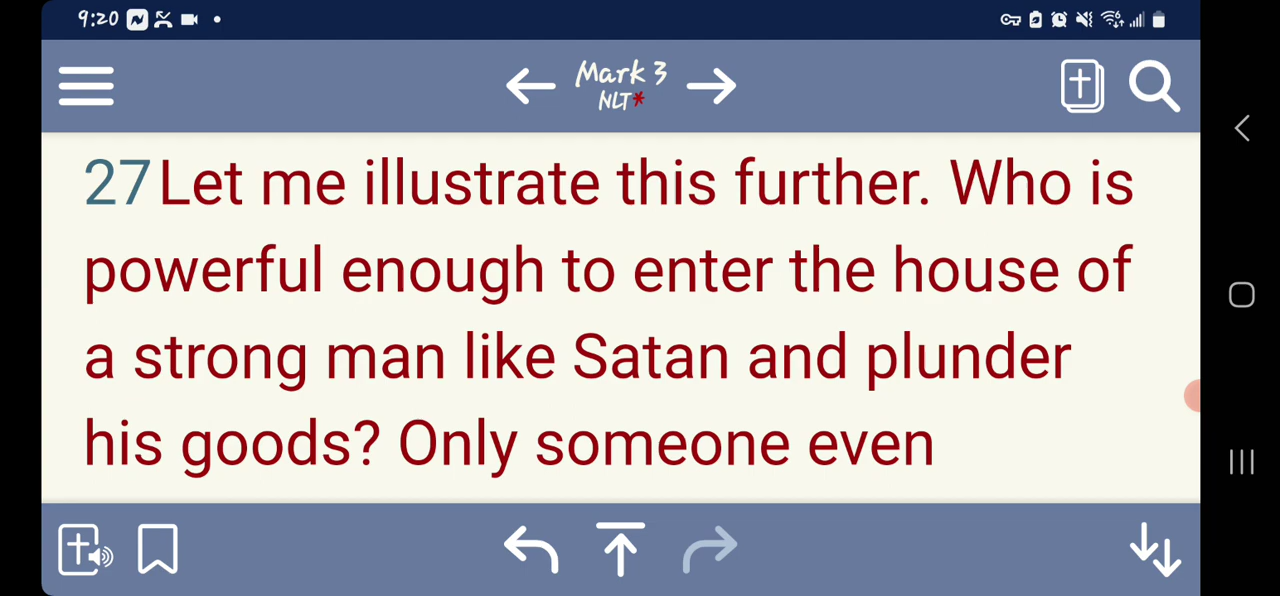 9:20
Mark 3
NLT*
27 Let me illustrate this further. Who is
powerful enough to enter the house of
a strong man like Satan and plunder
his goods? Only someone even